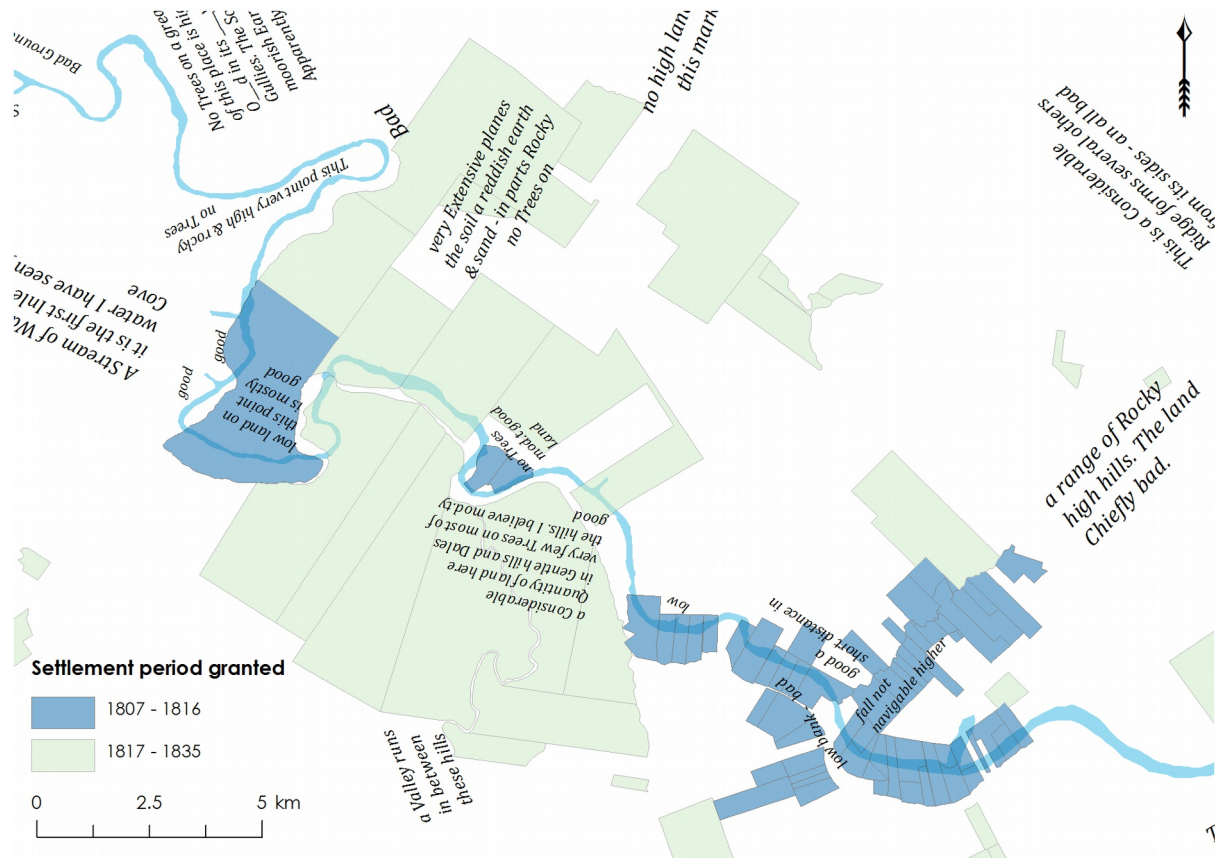 Bad Ground
S
No Trees on a grea
of this place is hi
O___d in its
Gullies. The So
moorish Ear
Apparently
Bad
This point very high & rocky
no Trees
very Extensive planes
the soil a reddish earth
& sand - in parts Rocky
no Trees on
no high lan
this mark
This is a Considerable
Ridge forms several others
from its sides - an all bad
A Stream of Wa
it is the first Inle
water I have seen
Cove
good
good
low land on
this point
is mostly
good
no Trees
mod.t good
Land
a Considerable
Quantity of land here
in Gentle hills and Dales
very few Trees on most of
the hills. I believe mod.ty
good
a range of Rocky
high hills. The land
Chiefly bad.
low
good a
short distance in
low bank - bad
fall not
navigable higher
a Valley runs
in between
these hills
T
Settlement period granted
1807 - 1816
1817 - 1835
0 2.5 5 km